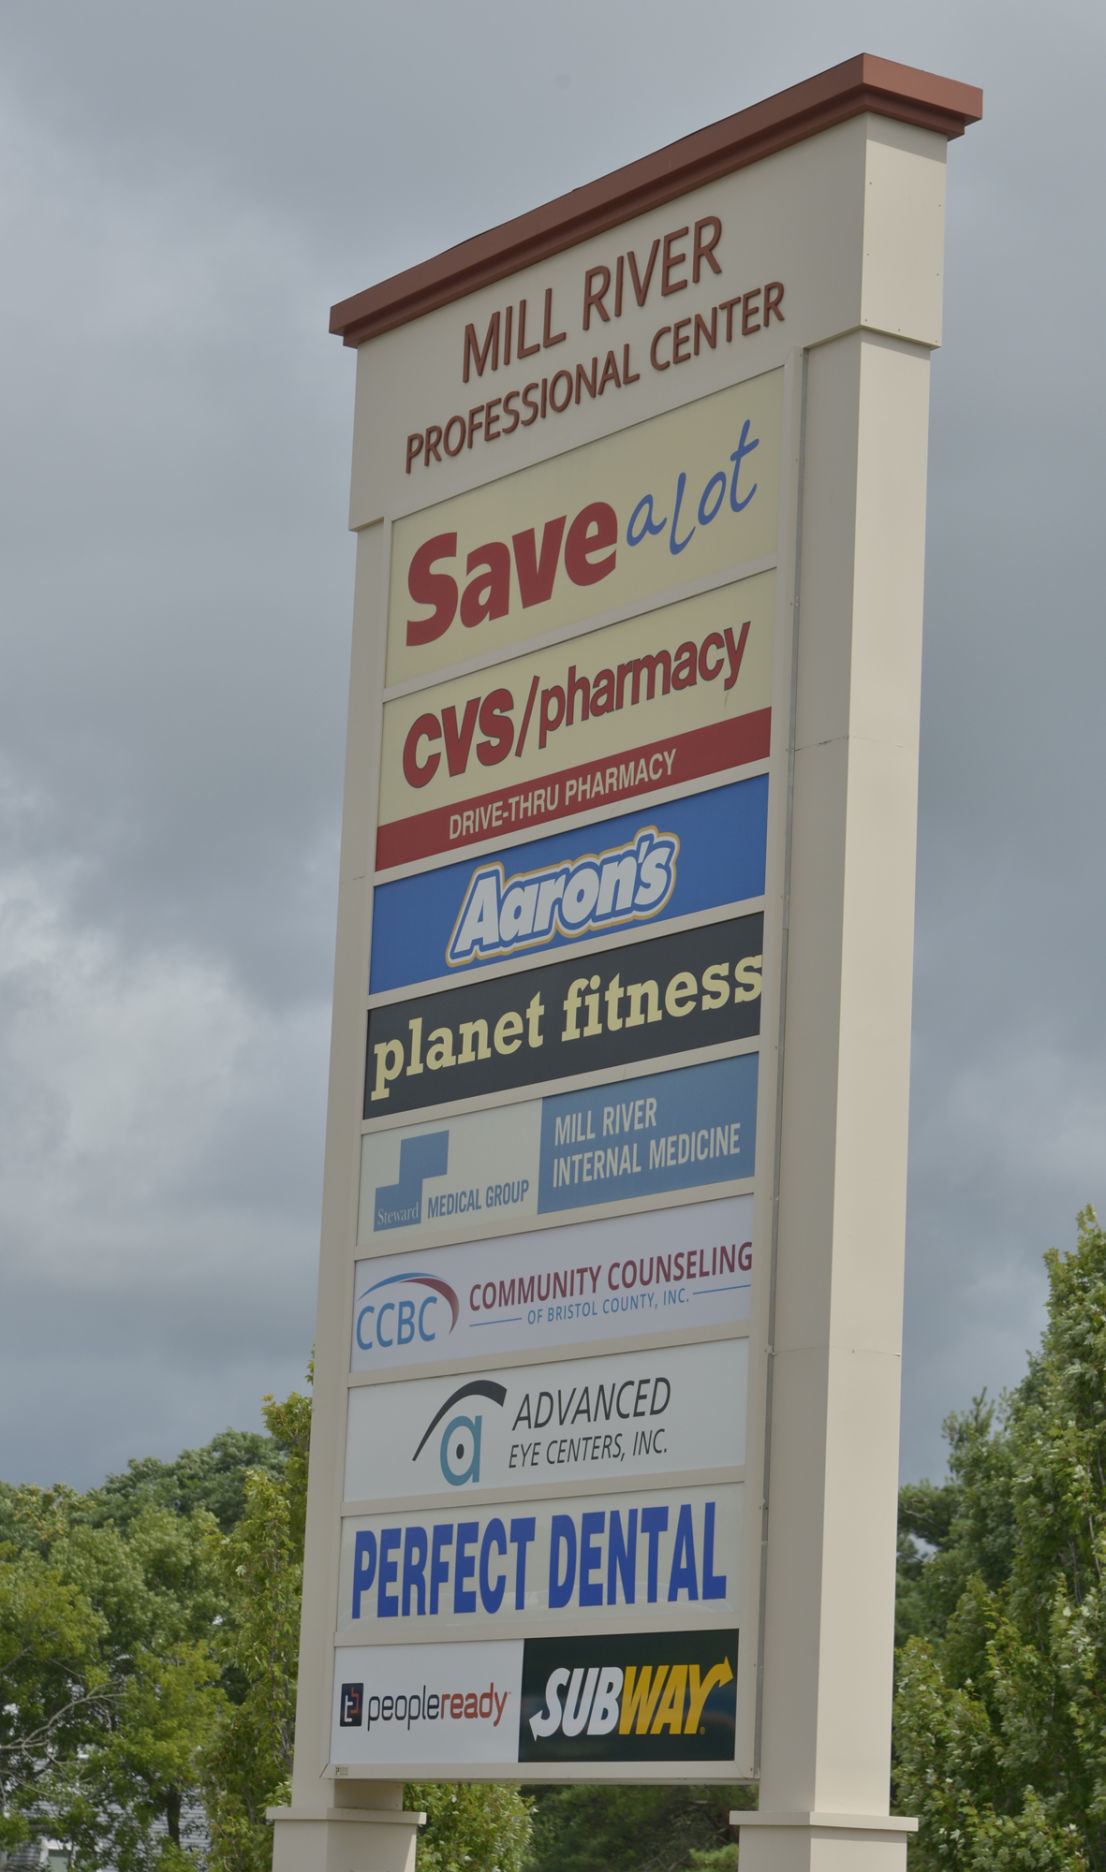 MILL RIVER
PROFESSIONAL CENTER
Save a lot
CVS/pharmacy
DRIVE-THRU PHARMACY
Aaron's
planet fitness
Steward MEDICAL GROUP
MILL RIVER
INTERNAL MEDICINE
CCBC
COMMUNITY COUNSELING
OF BRISTOL COUNTY, INC.
a
ADVANCED
EYE CENTERS, INC.
PERFECT DENTAL
peopleready
SUBWAY